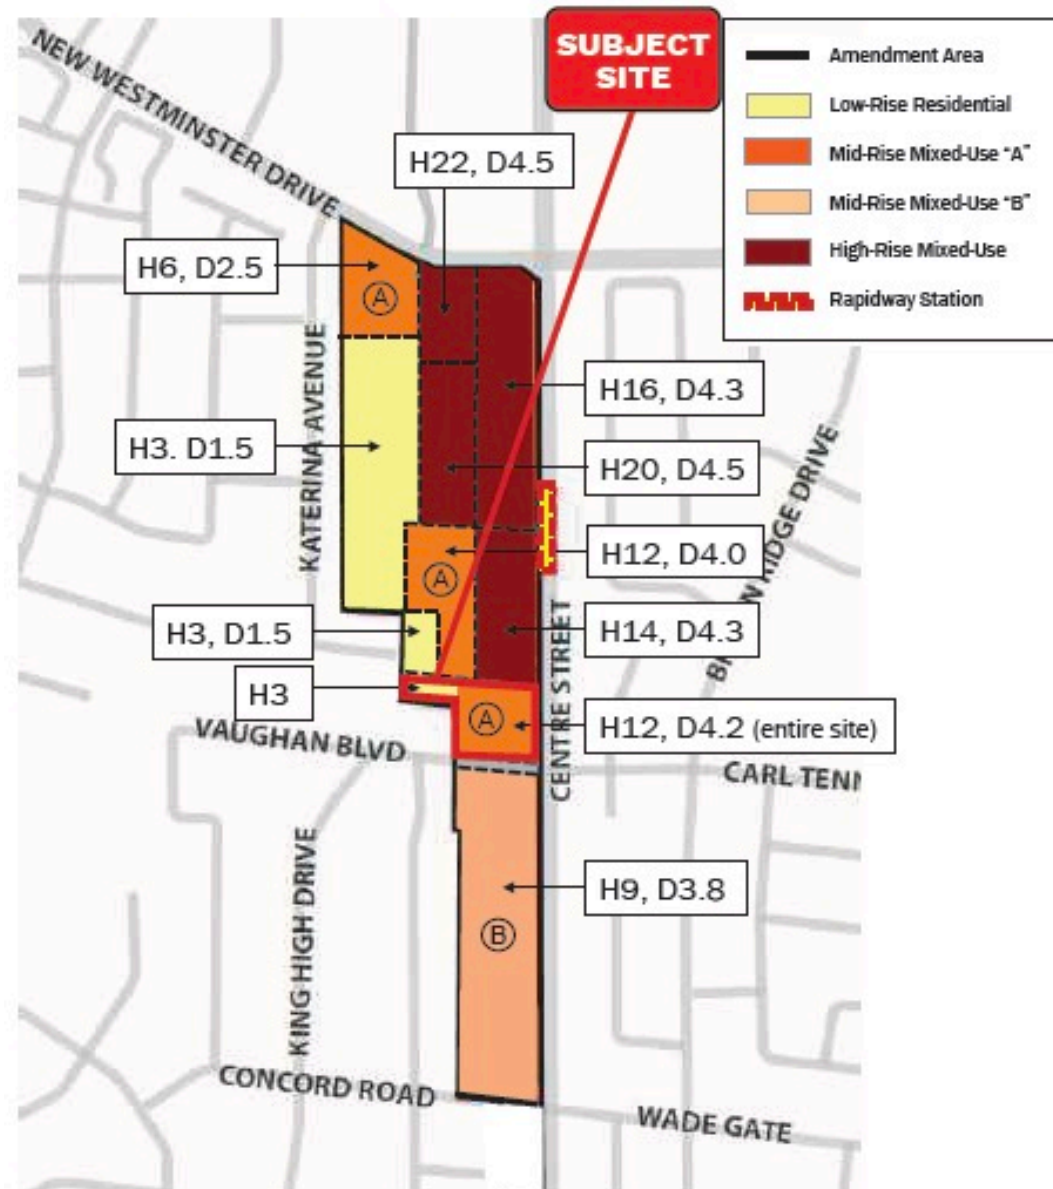 SUBJECT
SITE
Amendment Area
Low-Rise Residential
Mid-Rise Mixed-Use "A"
Mid-Rise Mixed-Use "B"
High-Rise Mixed-Use
Rapidway Station
NEW WESTMINSTER DRIVE
H22, D4.5
H6, D2.5
A
KATERINA AVENUE
H16, D4.3
H3. D1.5
H20, D4.5
RIDGE DRIVE
H12, D4.0
A
H3, D1.5
H14, D4.3
CENTRE STREET
H3
A
H12, D4.2 (entire site)
VAUGHAN BLVD
CARL TENN
KING HIGH DRIVE
H9, D3.8
B
CONCORD ROAD
WADE GATE